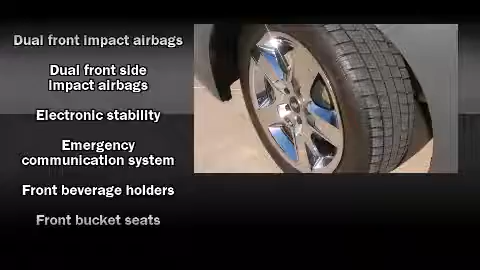 Dual front impact airbags
Dual front side
impact airbags
Electronic stability
Emergency
communication system
Front beverage holders
Front bucket seats